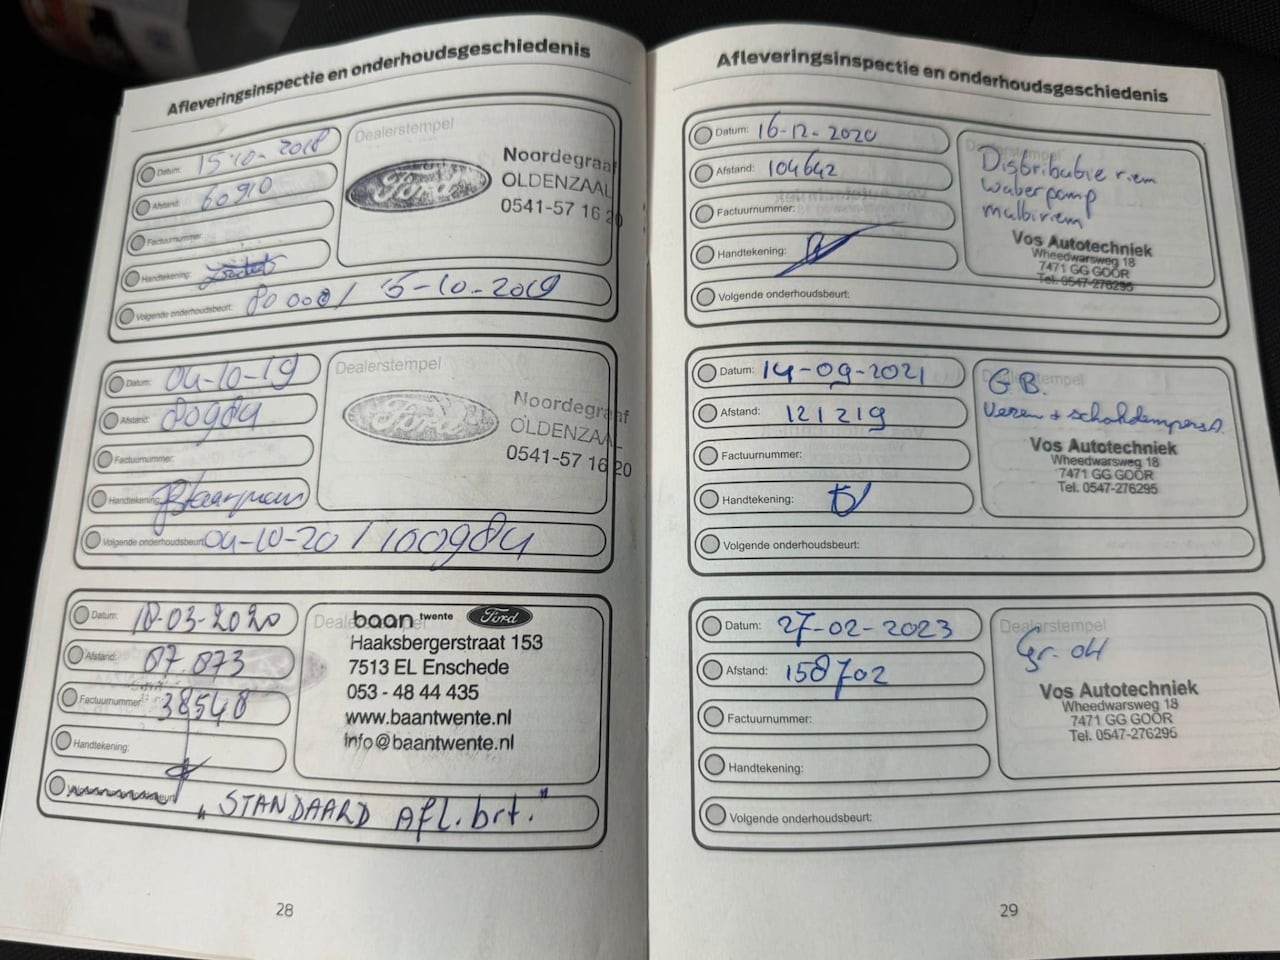 Afleveringsinspectie en onderhoudsgeschiedenis
Datum: 15-10-2018
Afstand: 60910
Factuurnummer:
Handtekening:
Volgende onderhoudsbeurt: 80000 / 15-10-2019
Dealerstempel
Ford
Noordegraaf
OLDENZAAL
0541-57 16 20
Datum: 04-10-19
Afstand: 80984
Factuurnummer:
Handtekening:
Volgende onderhoudsbeurt: 04-10-20 / 100984
Dealerstempel
Ford
Noordegraaf
OLDENZAAL
0541-57 16 20
Datum: 18-03-2020
Afstand: 87.873
Factuurnummer: 38548
Handtekening:
"STANDAARD Afl. brt."
baan twente Ford
Haaksbergerstraat 153
7513 EL Enschede
053 - 48 44 435
www.baantwente.nl
info@baantwente.nl
28
Afleveringsinspectie en onderhoudsgeschiedenis
Datum: 16-12-2020
Afstand: 104642
Factuurnummer:
Handtekening:
Volgende onderhoudsbeurt:
Distributie riem
waterpomp
multiriem
Vos Autotechniek
Wheedwarsweg 18
7471 GG GOOR
Tel. 0547-276295
Datum: 14-09-2021
Afstand: 121219
Factuurnummer:
Handtekening:
Volgende onderhoudsbeurt:
G.B.
Veren + schokdempers A.
Vos Autotechniek
Wheedwarsweg 18
7471 GG GOOR
Tel. 0547-276295
Datum: 27-02-2023
Afstand: 158702
Factuurnummer:
Handtekening:
Volgende onderhoudsbeurt:
Dealerstempel
Gr. OH
Vos Autotechniek
Wheedwarsweg 18
7471 GG GOOR
Tel. 0547-276295
29